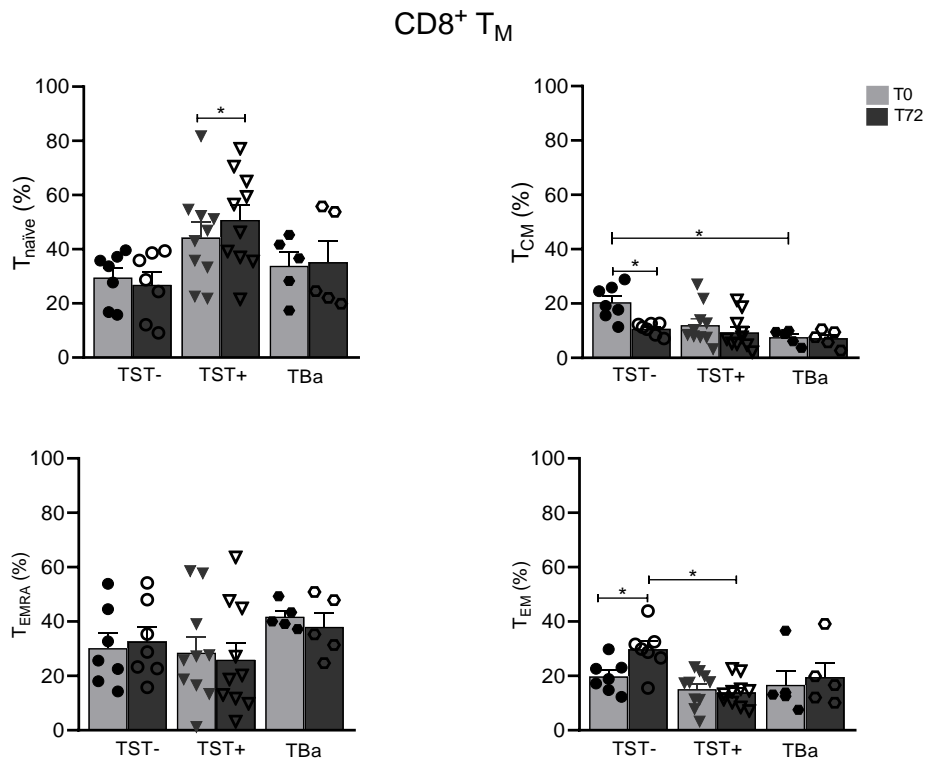 CD8+ TM
T0
T72
Tnaïve (%)
100
80
60
40
20
0
*
TST-
TST+
TBa
TCM (%)
100
80
60
40
20
0
*
*
TST-
TST+
TBa
TEMRA (%)
100
80
60
40
20
0
TST-
TST+
TBa
TEM (%)
100
80
60
40
20
0
*
*
TST-
TST+
TBa